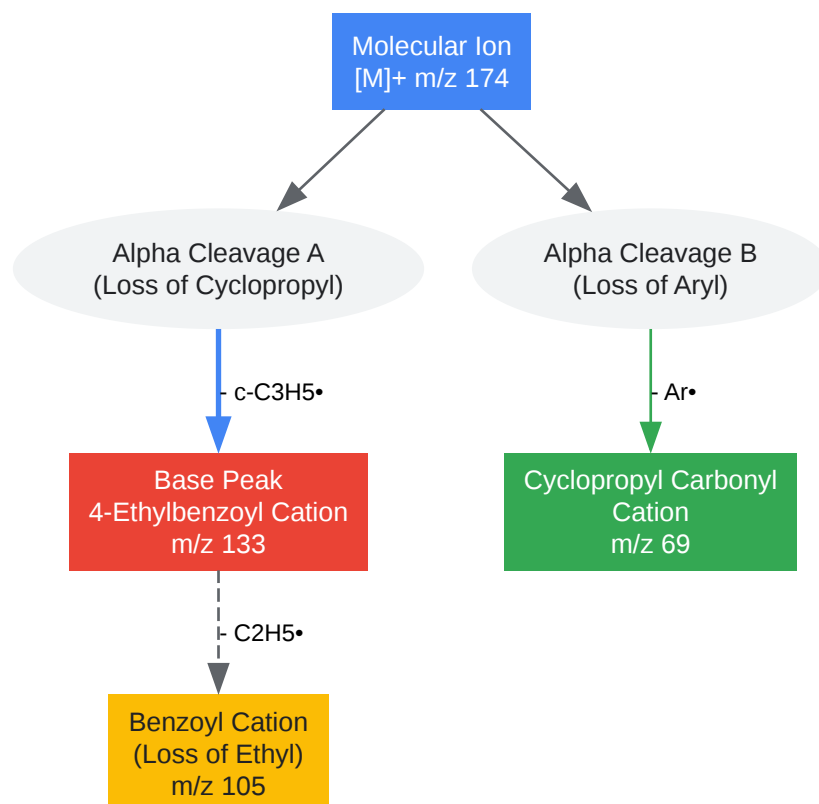 Molecular Ion
[M]+ m/z 174
Alpha Cleavage A
(Loss of Cyclopropyl)
Alpha Cleavage B
(Loss of Aryl)
- c-C3H5•
- Ar•
Base Peak
4-Ethylbenzoyl Cation
m/z 133
Cyclopropyl Carbonyl
Cation
m/z 69
- C2H5•
Benzoyl Cation
(Loss of Ethyl)
m/z 105